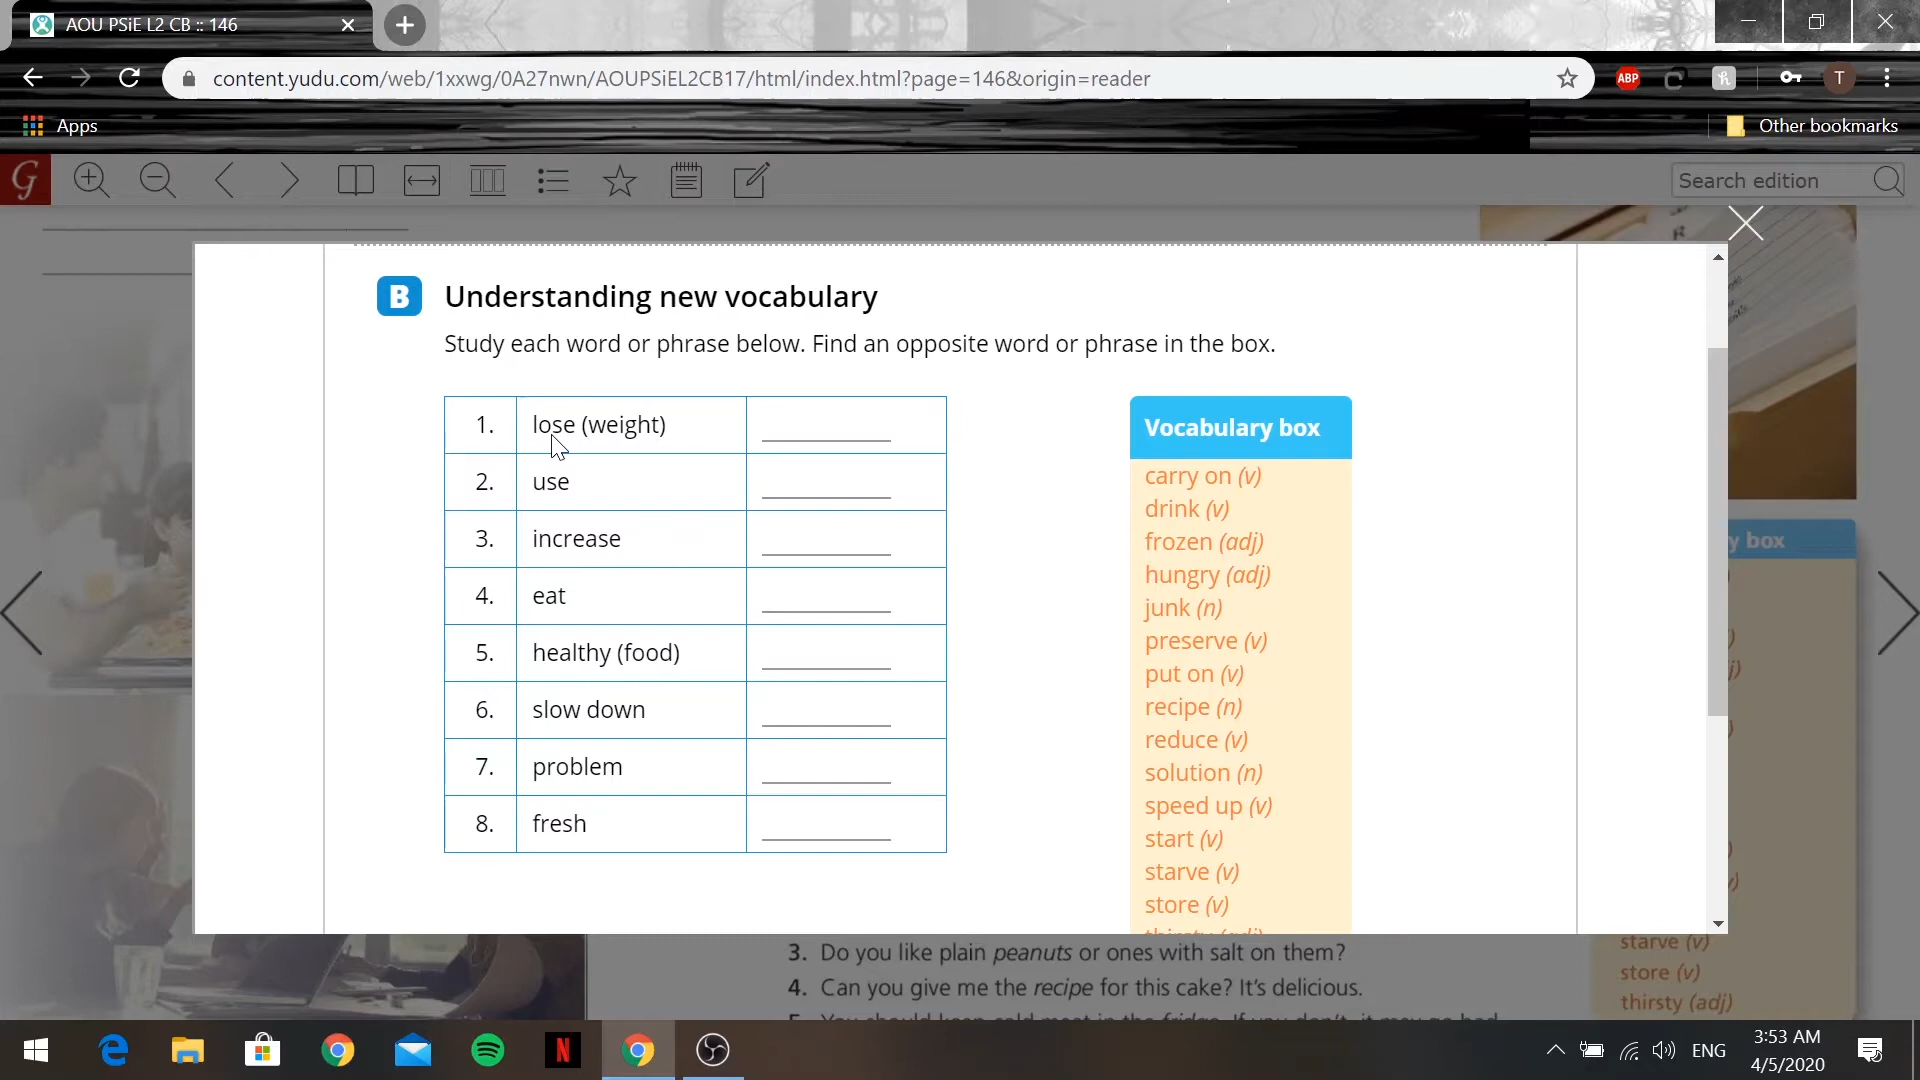 AOU PSiE L2 CB :: 146
content.yudu.com/web/1xxwg/0A27nwn/AOUPSiEL2CB17/html/index.html?page=146&origin=reader
ABP
T
Apps
Other bookmarks
G
Search edition
B Understanding new vocabulary
Study each word or phrase below. Find an opposite word or phrase in the box.
1. lose (weight)
2. use
3. increase
4. eat
5. healthy (food)
6. slow down
7. problem
8. fresh
Vocabulary box
carry on (v)
drink (v)
frozen (adj)
hungry (adj)
junk (n)
preserve (v)
put on (v)
recipe (n)
reduce (v)
solution (n)
speed up (v)
start (v)
starve (v)
store (v)
y box
3. Do you like plain peanuts or ones with salt on them?
4. Can you give me the recipe for this cake? It's delicious.
starve (v)
store (v)
thirsty (adj)
ENG
3:53 AM
4/5/2020